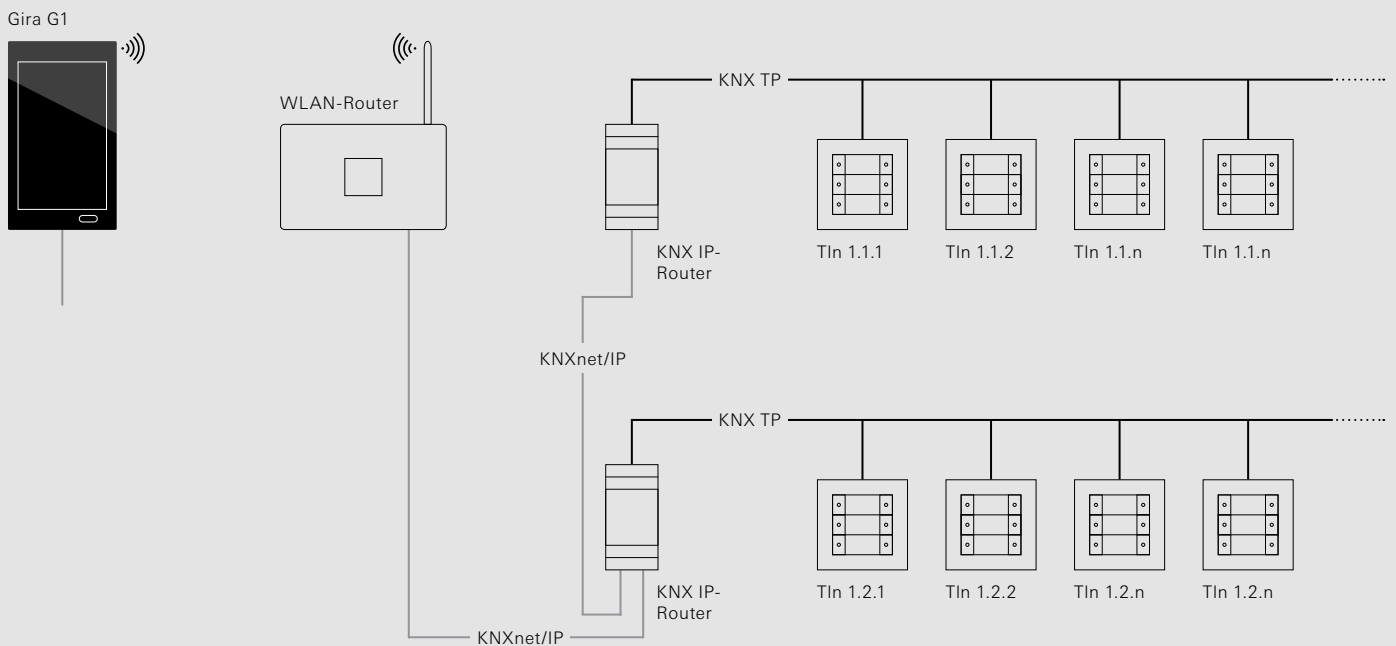 Gira G1
WLAN-Router
KNX TP
KNX IP-
Router
Tln 1.1.1
Tln 1.1.2
Tln 1.1.n
Tln 1.1.n
KNXnet/IP
KNX TP
KNX IP-
Router
Tln 1.2.1
Tln 1.2.2
Tln 1.2.n
Tln 1.2.n
KNXnet/IP